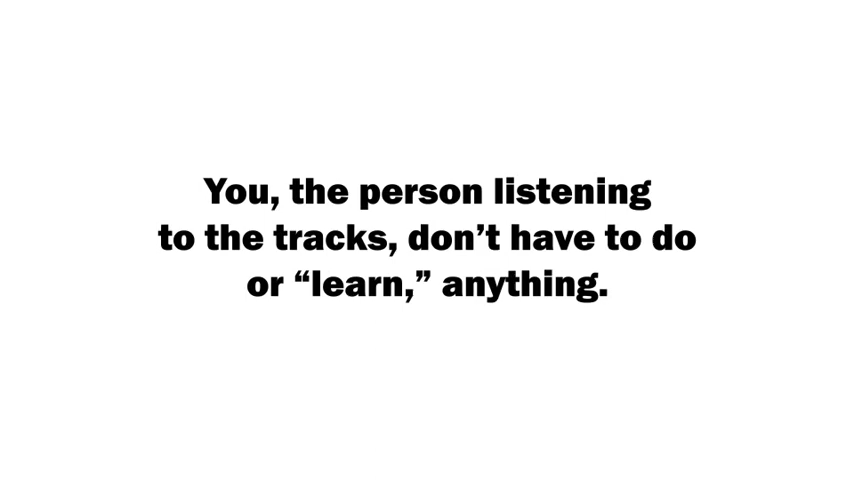 You, the person listening
to the tracks, don’t have to do
or “learn,” anything.